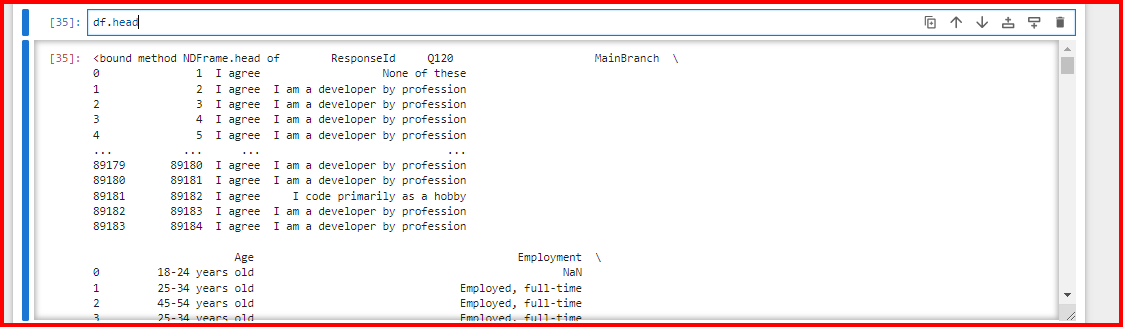 [35]: df.head
[35]: <bound method NDFrame.head of        ResponseId     Q120                      MainBranch  \
0               1  I agree                   None of these
1               2  I agree  I am a developer by profession
2               3  I agree  I am a developer by profession
3               4  I agree  I am a developer by profession
4               5  I agree  I am a developer by profession
...           ...      ...                             ...
89179       89180  I agree  I am a developer by profession
89180       89181  I agree  I am a developer by profession
89181       89182  I agree     I code primarily as a hobby
89182       89183  I agree  I am a developer by profession
89183       89184  I agree  I am a developer by profession
Age                                         Employment  \
0         18-24 years old                                                NaN
1         25-34 years old                                Employed, full-time
2         45-54 years old                                Employed, full-time
3         25-34 years old                                Employed, full-time